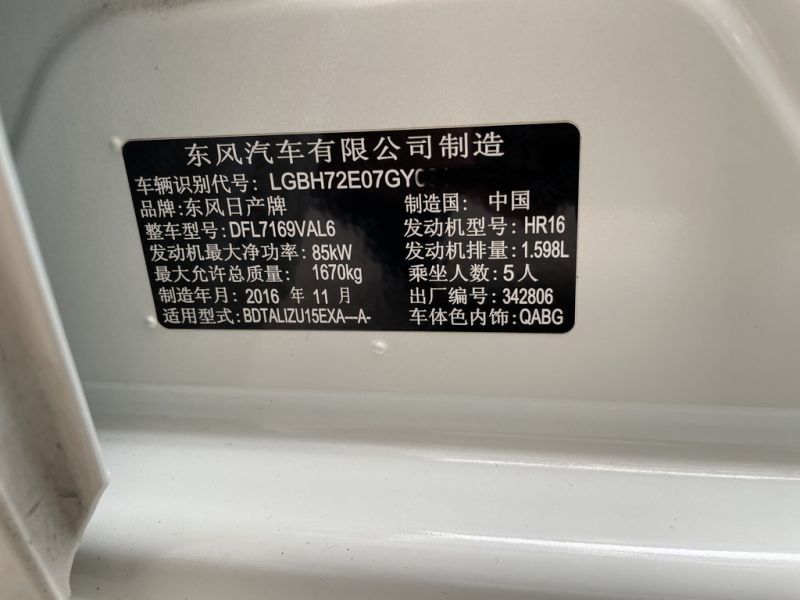 东风汽车有限公司制造
车辆识别代号: LGBH72E07GY0
品牌:东风日产牌 制造国: 中国
整车型号:DFL7169VAL6 发动机型号: HR16
发动机最大净功率: 85kW 发动机排量: 1.598L
最大允许总质量: 1670kg 乘坐人数: 5 人
制造年月: 2016 年 11 月 出厂编号: 342806
适用型式:BDTALIZU15EXA---A- 车体色内饰:QABG